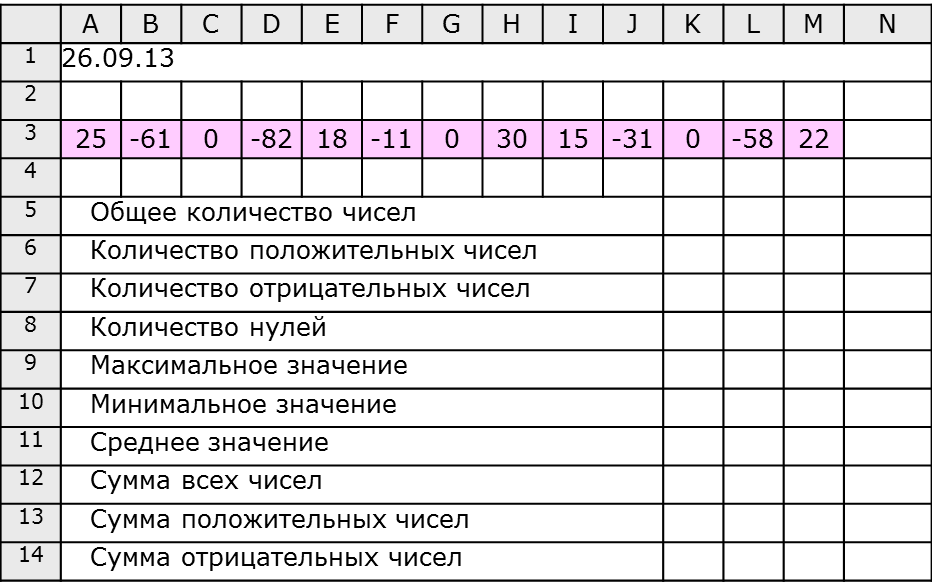 A B C D E F G H I J K L M N
1 26.09.13
2
3 25 -61 0 -82 18 -11 0 30 15 -31 0 -58 22
4
5 Общее количество чисел
6 Количество положительных чисел
7 Количество отрицательных чисел
8 Количество нулей
9 Максимальное значение
10 Минимальное значение
11 Среднее значение
12 Сумма всех чисел
13 Сумма положительных чисел
14 Сумма отрицательных чисел